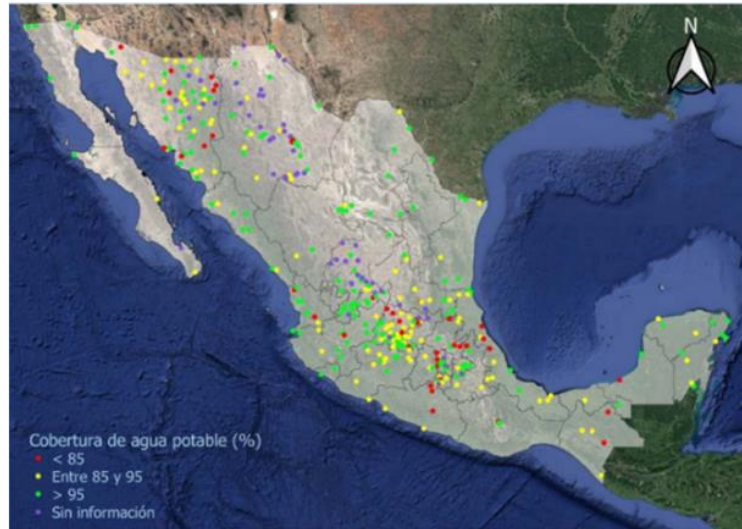 N
Cobertura de agua potable (%)
< 85
Entre 85 y 95
> 95
Sin información